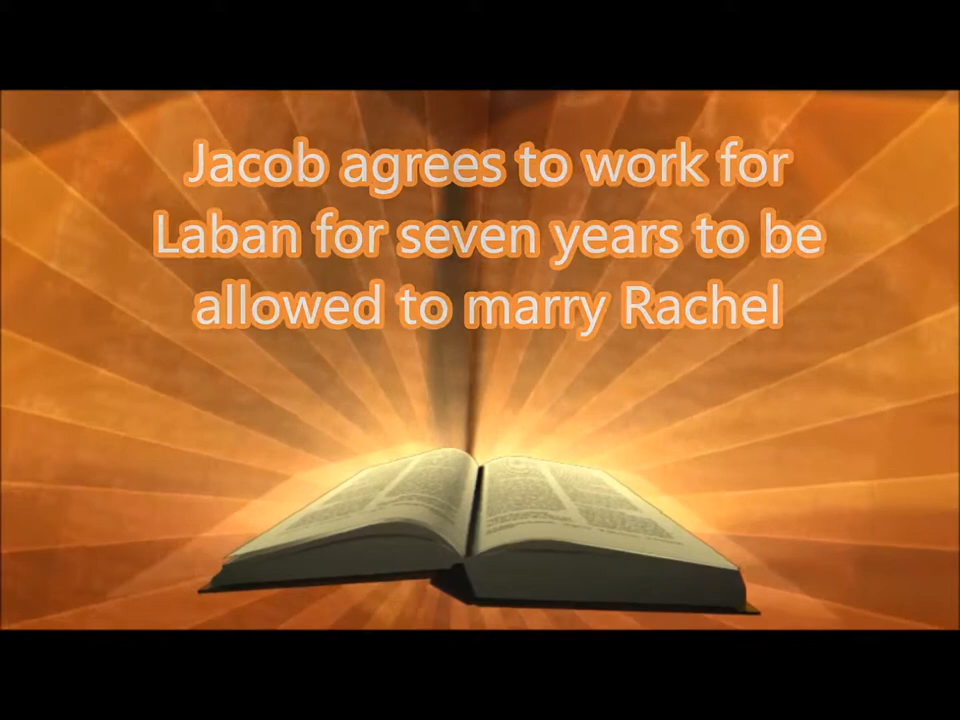 Jacob agrees to work for
Laban for seven years to be
allowed to marry Rachel